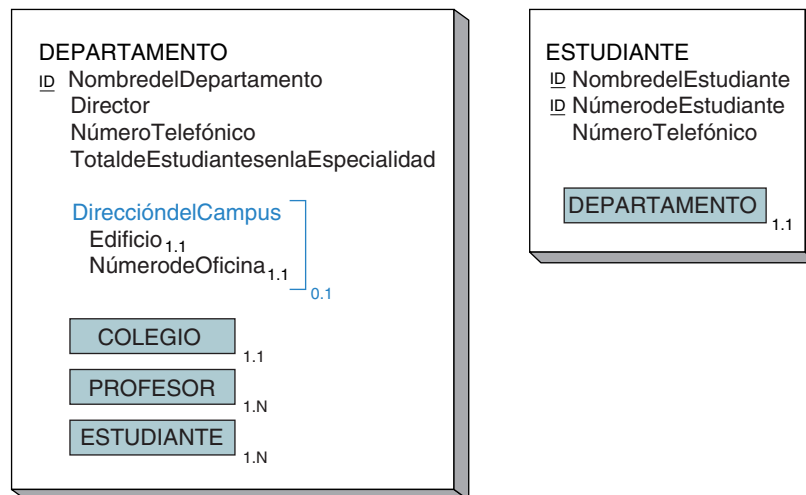 DEPARTAMENTO
ID NombredelDepartamento
Director
NúmeroTelefónico
TotaldeEstudiantesenlaEspecialidad
DireccióndelCampus
Edificio 1.1
NúmerodeOficina 1.1
0.1
COLEGIO 1.1
PROFESOR 1.N
ESTUDIANTE 1.N
ESTUDIANTE
ID NombredelEstudiante
ID NúmerodeEstudiante
NúmeroTelefónico
DEPARTAMENTO 1.1